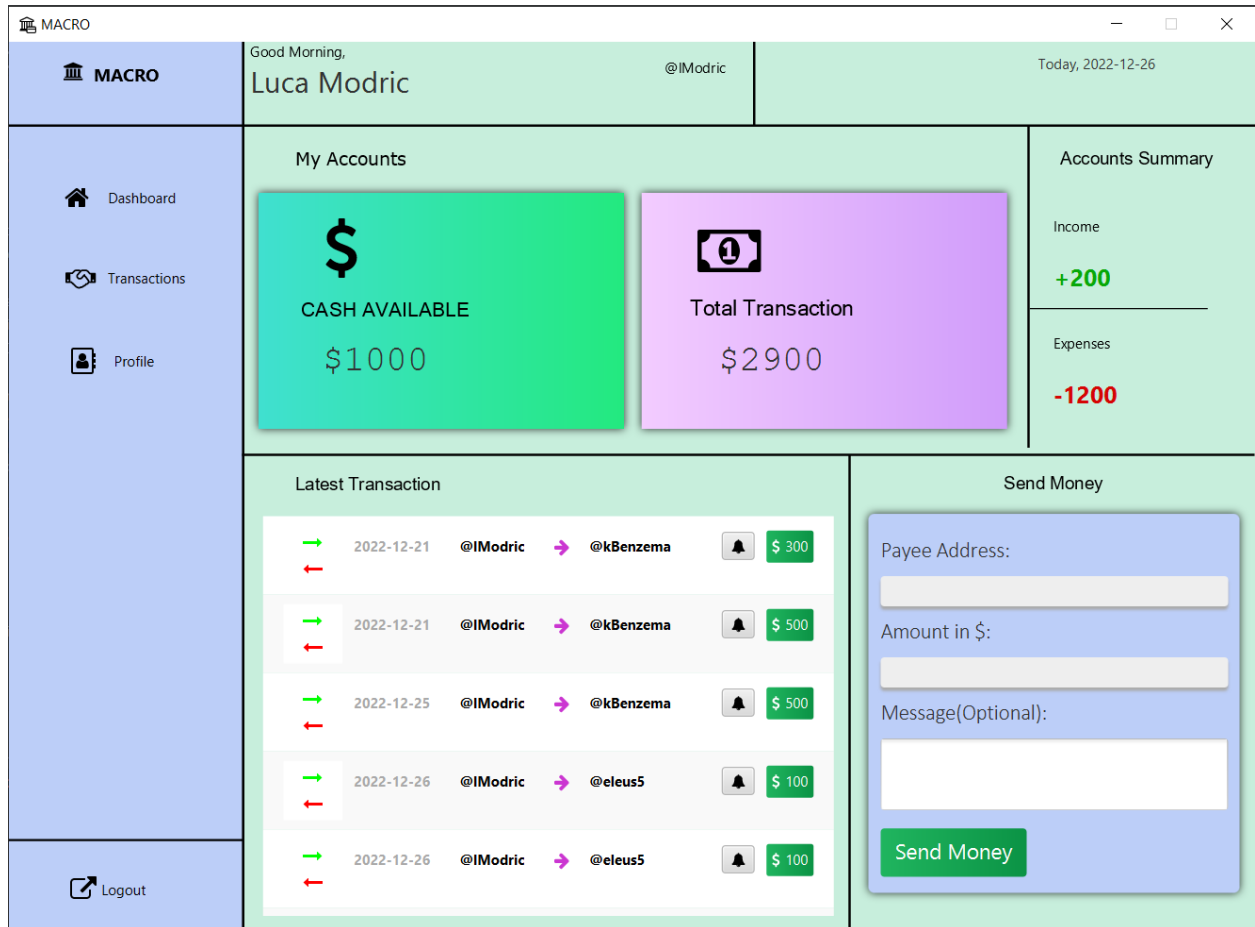 MACRO
MACRO
Good Morning,
Luca Modric
@lModric
Today, 2022-12-26
Dashboard
Transactions
Profile
Logout
My Accounts
$
CASH AVAILABLE
$1000
1
Total Transaction
$2900
Accounts Summary
Income
+200
Expenses
-1200
Latest Transaction
2022-12-21 @lModric @kBenzema $ 300
2022-12-21 @lModric @kBenzema $ 500
2022-12-25 @lModric @kBenzema $ 500
2022-12-26 @lModric @eleus5 $ 100
2022-12-26 @lModric @eleus5 $ 100
Send Money
Payee Address:
Amount in $:
Message(Optional):
Send Money